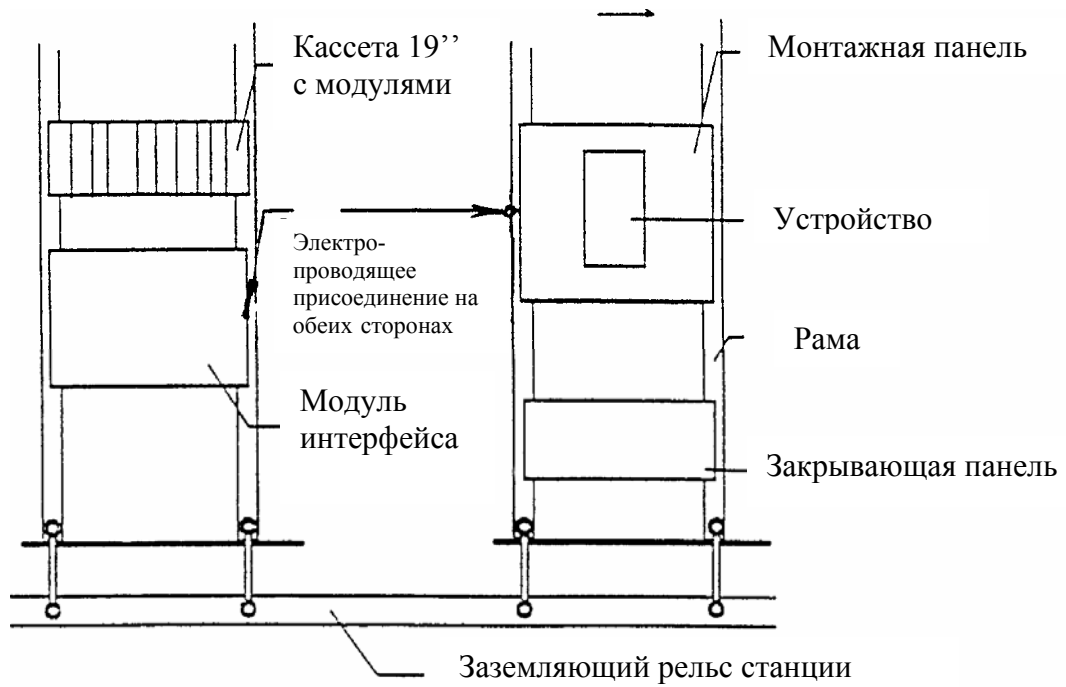 Кассета 19’’
с модулями
Монтажная панель
Устройство
Электро-
проводящее
присоединение на
обеих сторонах
Рама
Модуль
интерфейса
Закрывающая панель
Заземляющий рельс станции